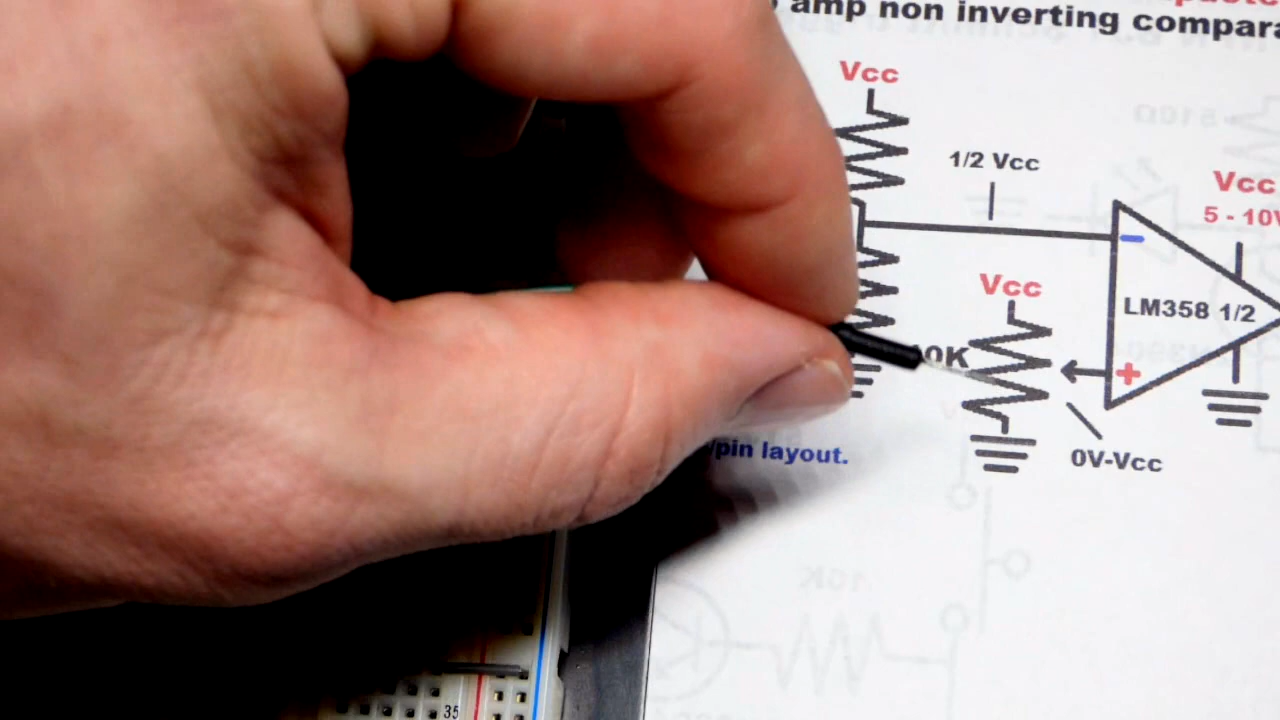 amp non inverting compara
Vcc
1/2 Vcc
Vcc
5 - 10V
Vcc
LM358 1/2
0K
0V-Vcc
pin layout.
35